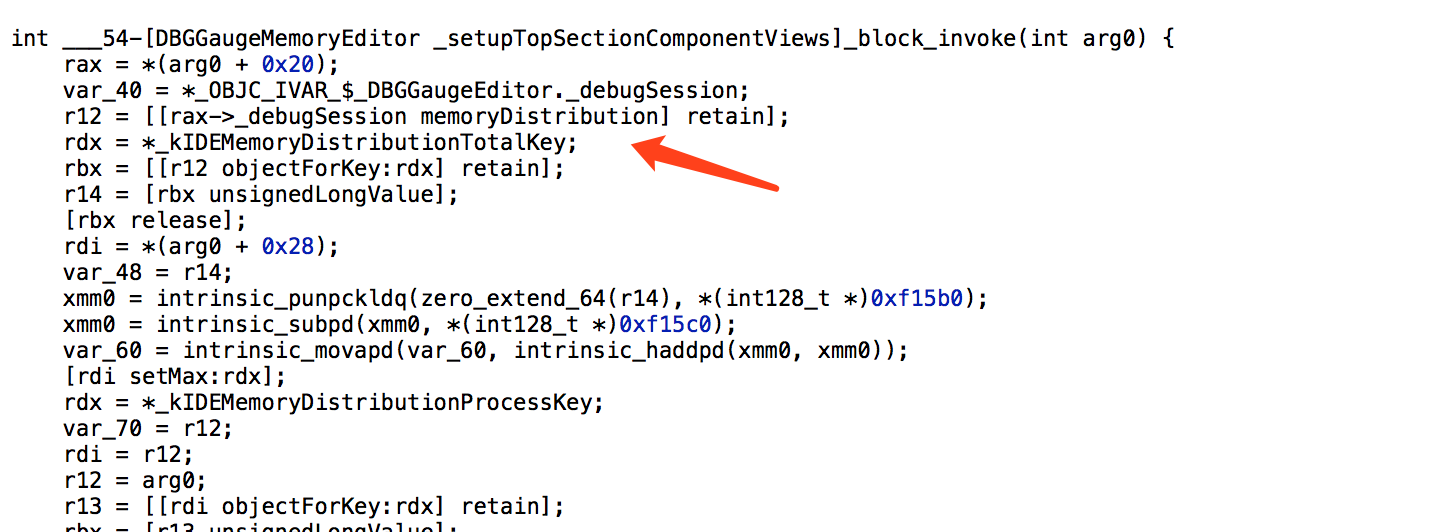 int ___54-[DBGGaugeMemoryEditor _setupTopSectionComponentViews]_block_invoke(int arg0) {
rax = *(arg0 + 0x20);
var_40 = *_OBJC_IVAR_$_DBGGaugeEditor._debugSession;
r12 = [[rax->_debugSession memoryDistribution] retain];
rdx = *_kIDEMemoryDistributionTotalKey;
rbx = [[r12 objectForKey:rdx] retain];
r14 = [rbx unsignedLongValue];
[rbx release];
rdi = *(arg0 + 0x28);
var_48 = r14;
xmm0 = intrinsic_punpckldq(zero_extend_64(r14), *(int128_t *)0xf15b0);
xmm0 = intrinsic_subpd(xmm0, *(int128_t *)0xf15c0);
var_60 = intrinsic_movapd(var_60, intrinsic_haddpd(xmm0, xmm0));
[rdi setMax:rdx];
rdx = *_kIDEMemoryDistributionProcessKey;
var_70 = r12;
rdi = r12;
r12 = arg0;
r13 = [[rdi objectForKey:rdx] retain];
rbx = [r13 unsignedLongValue];